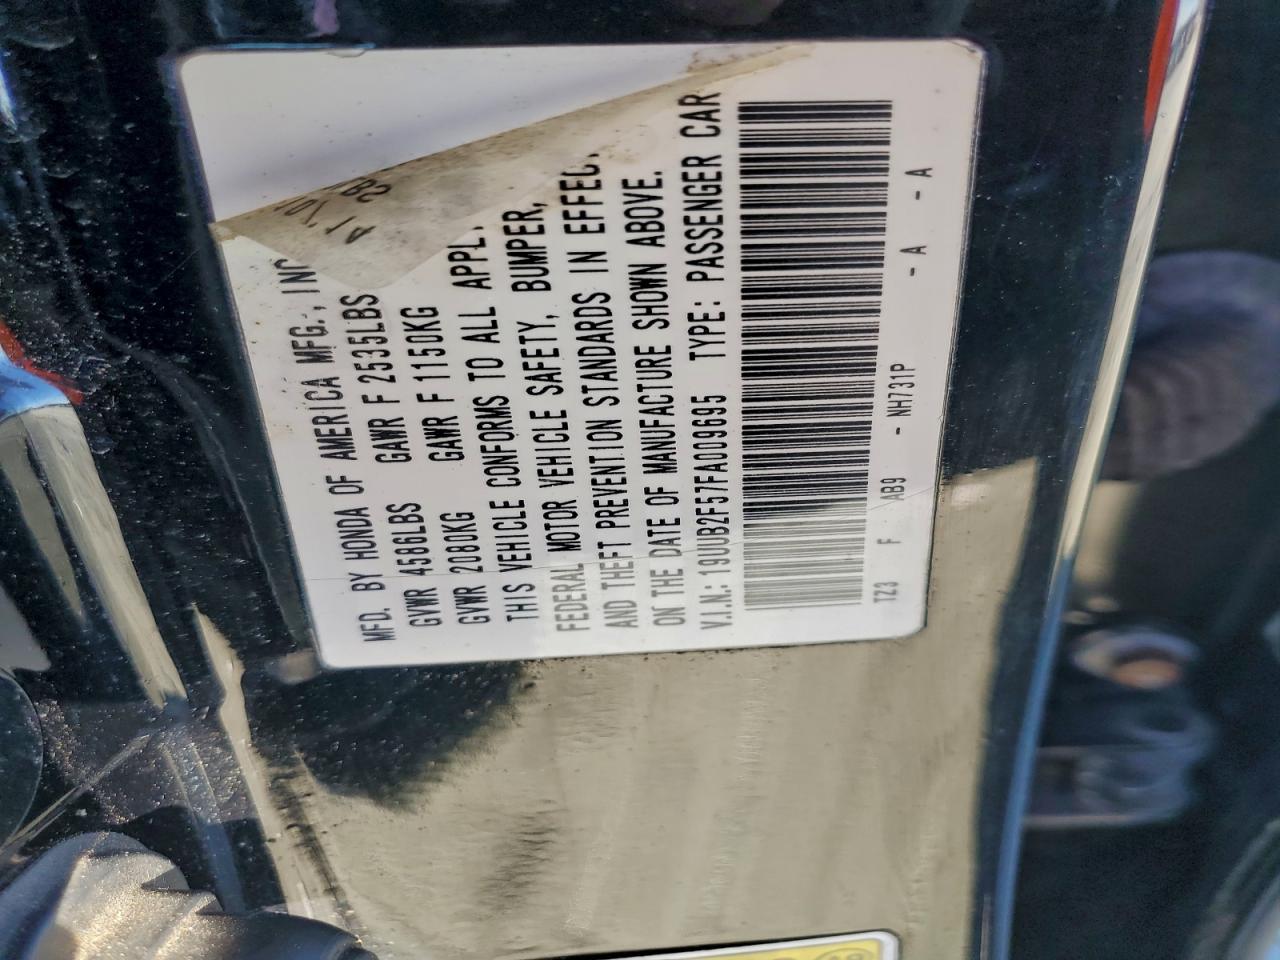 MFD. BY HONDA OF AMERICA MFG., INC
GVWR 4586LBS GAWR F 2535LBS
GVWR 2080KG GAWR F 1150KG
THIS VEHICLE CONFORMS TO ALL APPL
FEDERAL MOTOR VEHICLE SAFETY, BUMPER,
AND THEFT PREVENTION STANDARDS IN EFFEC
ON THE DATE OF MANUFACTURE SHOWN ABOVE.
V.I.N.: 19UUB2F57FA009695 TYPE: PASSENGER CAR
TZ3 F AB9 - NH731P - A - A